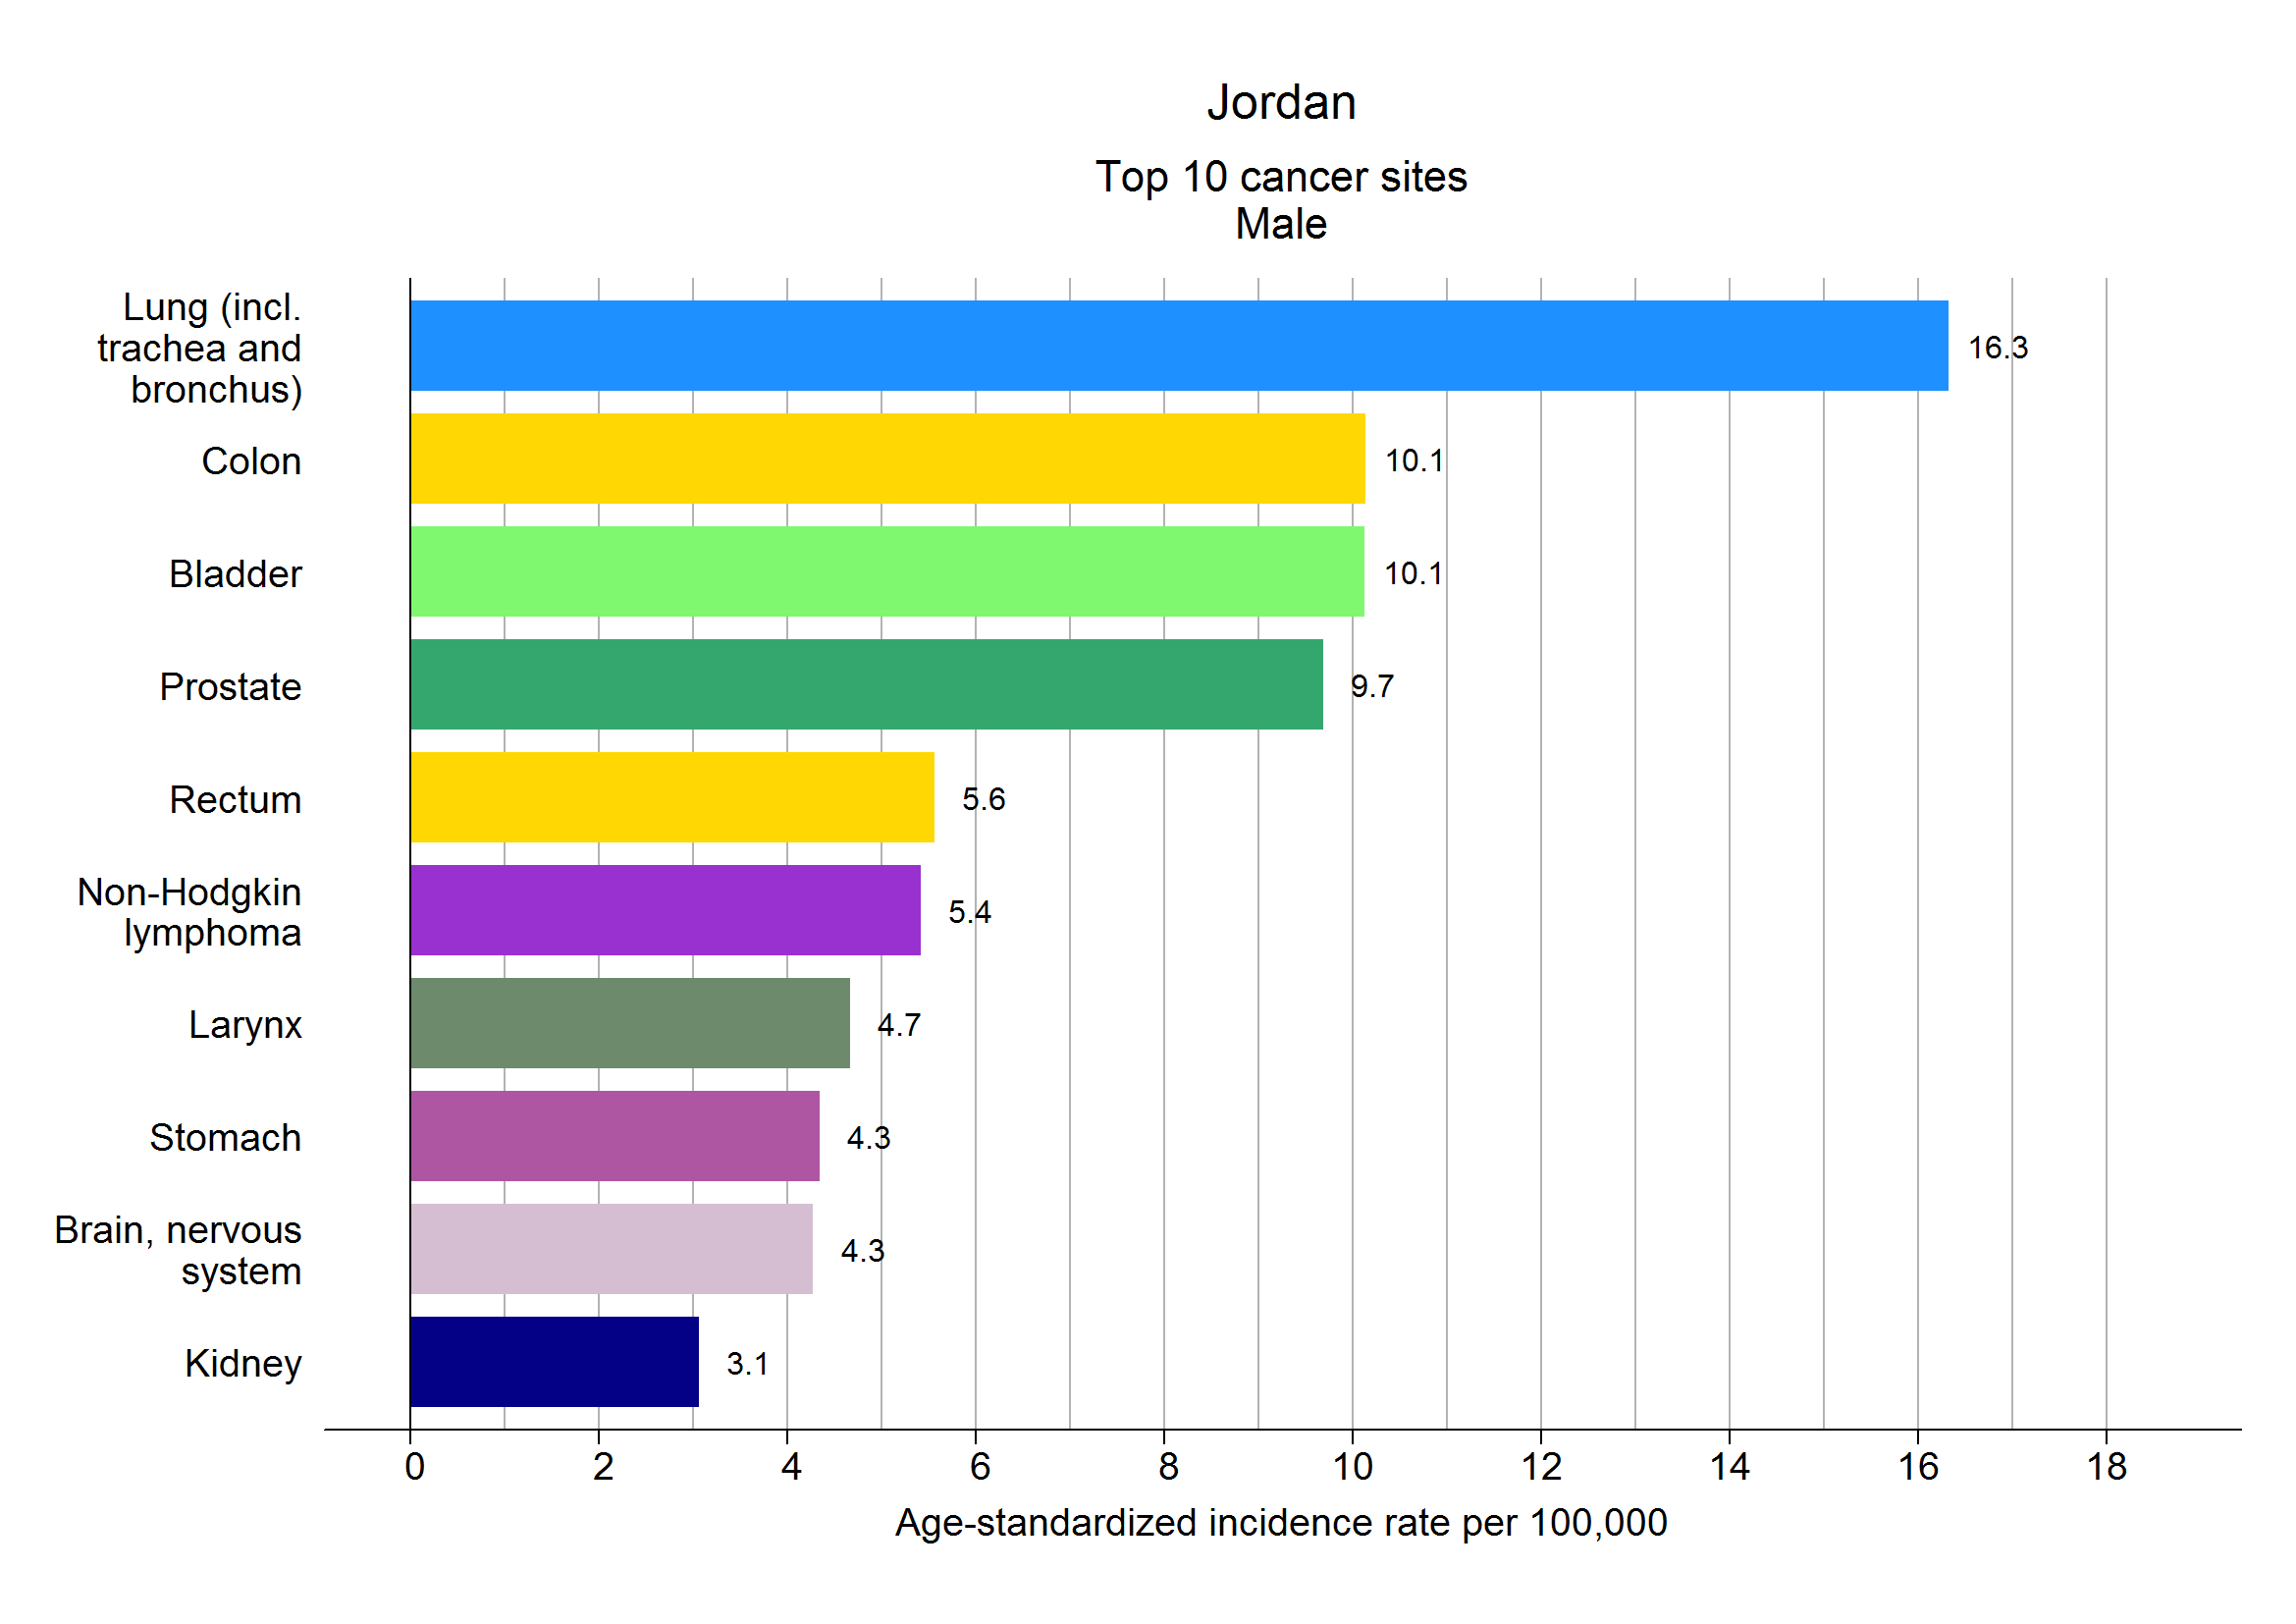 Jordan
Top 10 cancer sites
Male
Lung (incl.
trachea and
bronchus)
16.3
Colon
10.1
Bladder
10.1
Prostate
9.7
Rectum
5.6
Non-Hodgkin
lymphoma
5.4
Larynx
4.7
Stomach
4.3
Brain, nervous
system
4.3
Kidney
3.1
0 2 4 6 8 10 12 14 16 18
Age-standardized incidence rate per 100,000